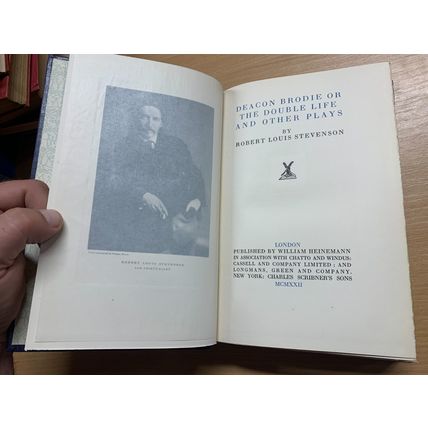 ROBERT LOUIS STEVENSON
DEACON BRODIE OR
THE DOUBLE LIFE
AND OTHER PLAYS
BY
ROBERT LOUIS STEVENSON
LONDON
PUBLISHED BY WILLIAM HEINEMANN
IN ASSOCIATION WITH CHATTO AND WINDUS:
CASSELL AND COMPANY LIMITED: AND
LONGMANS, GREEN AND COMPANY.
NEW YORK: CHARLES SCRIBNER'S SONS
MCMXXII